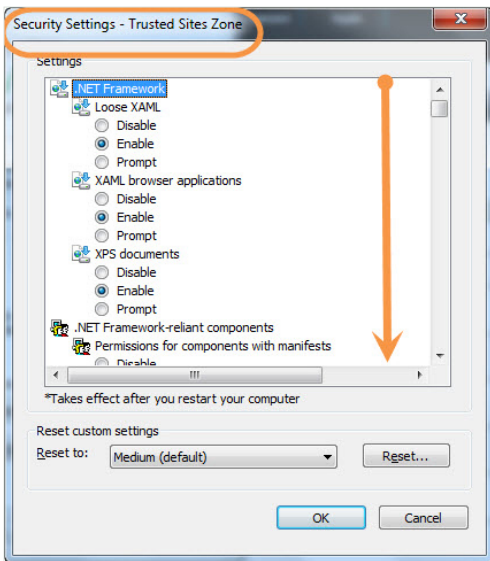 Security Settings - Trusted Sites Zone
Settings
.NET Framework
Loose XAML
Disable
Enable
Prompt
XAML browser applications
Disable
Enable
Prompt
XPS documents
Disable
Enable
Prompt
.NET Framework-reliant components
Permissions for components with manifests
Disable
*Takes effect after you restart your computer
Reset custom settings
Reset to: Medium (default) Reset...
OK Cancel